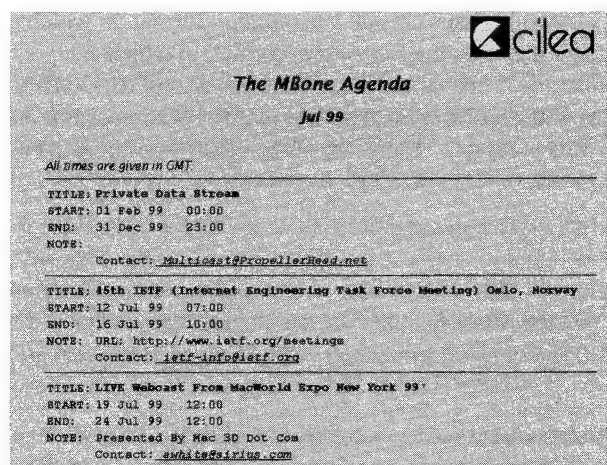 cilea
The MBone Agenda
Jul 99
All times are given in GMT.
TITLE: Private Data Stream
START: 01 Feb 99 00:00
END: 31 Dec 99 23:00
NOTE:
Contact: Multicast@PropellerHead.net
TITLE: 45th IETF (Internet Engineering Task Force Meeting) Oslo, Norway
START: 12 Jul 99 07:00
END: 16 Jul 99 18:00
NOTE: URL: http://www.ietf.org/meetings
Contact: ietf-info@ietf.org
TITLE: LIVE Webcast From MacWorld Expo New York 99'
START: 19 Jul 99 12:00
END: 24 Jul 99 12:00
NOTE: Presented By Mac 3D Dot Com
Contact: awhite@sirius.com